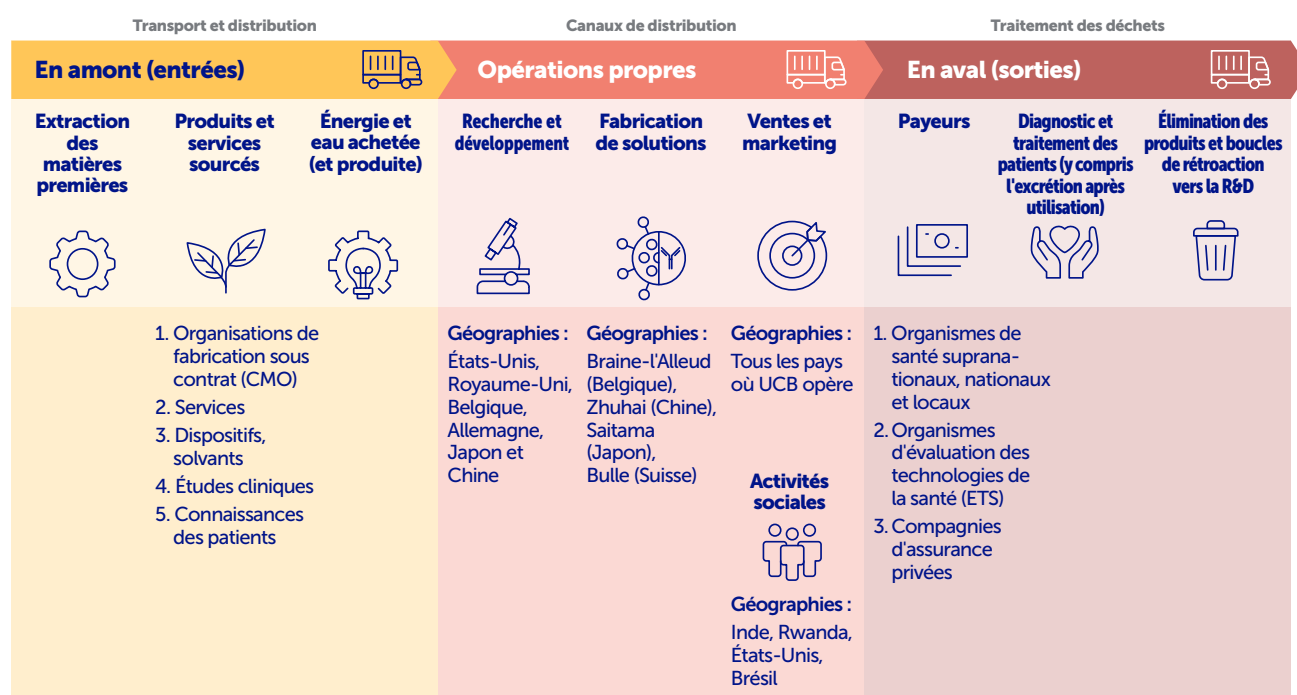 Transport et distribution
Canaux de distribution
Traitement des déchets
En amont (entrées)
Opérations propres
En aval (sorties)
Extraction
des
matières
premières
Produits et
services
sourcés
Énergie et
eau achetée
(et produite)
Recherche et
développement
Fabrication
de solutions
Ventes et
marketing
Payeurs
Diagnostic et
traitement des
patients (y compris
l'excrétion après
utilisation)
Élimination des
produits et boucles
de rétroaction
vers la R&D
1. Organisations de
fabrication sous
contrat (CMO)
2. Services
3. Dispositifs,
solvants
4. Études cliniques
5. Connaissances
des patients
Géographies :
États-Unis,
Royaume-Uni,
Belgique,
Allemagne,
Japon et
Chine
Géographies :
Braine-l'Alleud
(Belgique),
Zhuhai (Chine),
Saitama
(Japon),
Bulle (Suisse)
Géographies :
Tous les pays
où UCB opère
Activités
sociales
Géographies :
Inde, Rwanda,
États-Unis,
Brésil
1. Organismes de
santé suprana-
tionaux, nationaux
et locaux
2. Organismes
d'évaluation des
technologies de
la santé (ETS)
3. Compagnies
d'assurance
privées